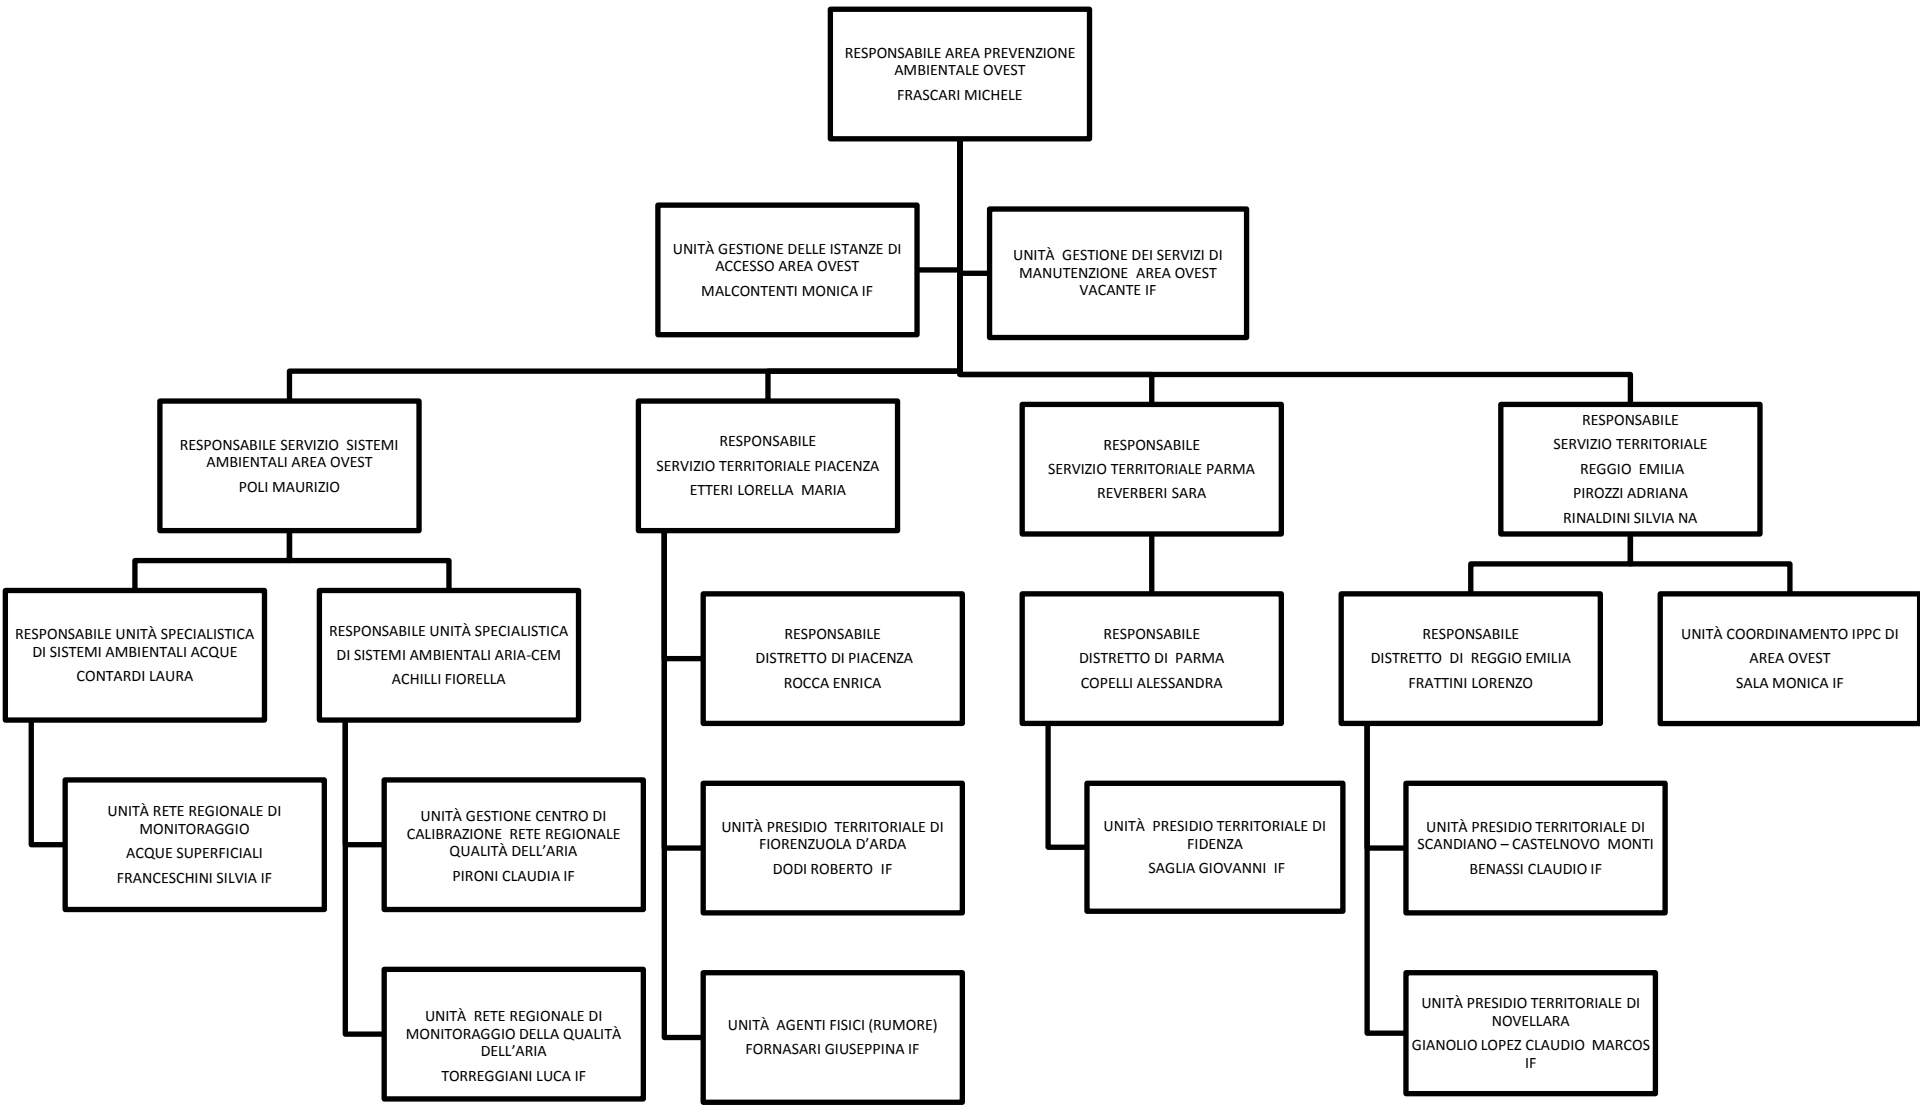 RESPONSABILE AREA PREVENZIONE
AMBIENTALE OVEST
FRASCARI MICHELE
UNITÀ GESTIONE DELLE ISTANZE DI
ACCESSO AREA OVEST
MALCONTENTI MONICA IF
UNITÀ GESTIONE DEI SERVIZI DI
MANUTENZIONE AREA OVEST
VACANTE IF
RESPONSABILE SERVIZIO SISTEMI
AMBIENTALI AREA OVEST
POLI MAURIZIO
RESPONSABILE
SERVIZIO TERRITORIALE PIACENZA
ETTERI LORELLA MARIA
RESPONSABILE
SERVIZIO TERRITORIALE PARMA
REVERBERI SARA
RESPONSABILE
SERVIZIO TERRITORIALE
REGGIO EMILIA
PIROZZI ADRIANA
RINALDINI SILVIA NA
RESPONSABILE UNITÀ SPECIALISTICA
DI SISTEMI AMBIENTALI ACQUE
CONTARDI LAURA
RESPONSABILE UNITÀ SPECIALISTICA
DI SISTEMI AMBIENTALI ARIA-CEM
ACHILLI FIORELLA
RESPONSABILE
DISTRETTO DI PIACENZA
ROCCA ENRICA
RESPONSABILE
DISTRETTO DI PARMA
COPELLI ALESSANDRA
RESPONSABILE
DISTRETTO DI REGGIO EMILIA
FRATTINI LORENZO
UNITÀ COORDINAMENTO IPPC DI
AREA OVEST
SALA MONICA IF
UNITÀ RETE REGIONALE DI
MONITORAGGIO
ACQUE SUPERFICIALI
FRANCESCHINI SILVIA IF
UNITÀ GESTIONE CENTRO DI
CALIBRAZIONE RETE REGIONALE
QUALITÀ DELL'ARIA
PIRONI CLAUDIA IF
UNITÀ PRESIDIO TERRITORIALE DI
FIORENZUOLA D'ARDA
DODI ROBERTO IF
UNITÀ PRESIDIO TERRITORIALE DI
FIDENZA
SAGLIA GIOVANNI IF
UNITÀ PRESIDIO TERRITORIALE DI
SCANDIANO – CASTELNOVO MONTI
BENASSI CLAUDIO IF
UNITÀ RETE REGIONALE DI
MONITORAGGIO DELLA QUALITÀ
DELL'ARIA
TORREGGIANI LUCA IF
UNITÀ AGENTI FISICI (RUMORE)
FORNASARI GIUSEPPINA IF
UNITÀ PRESIDIO TERRITORIALE DI
NOVELLARA
GIANOLIO LOPEZ CLAUDIO MARCOS
IF